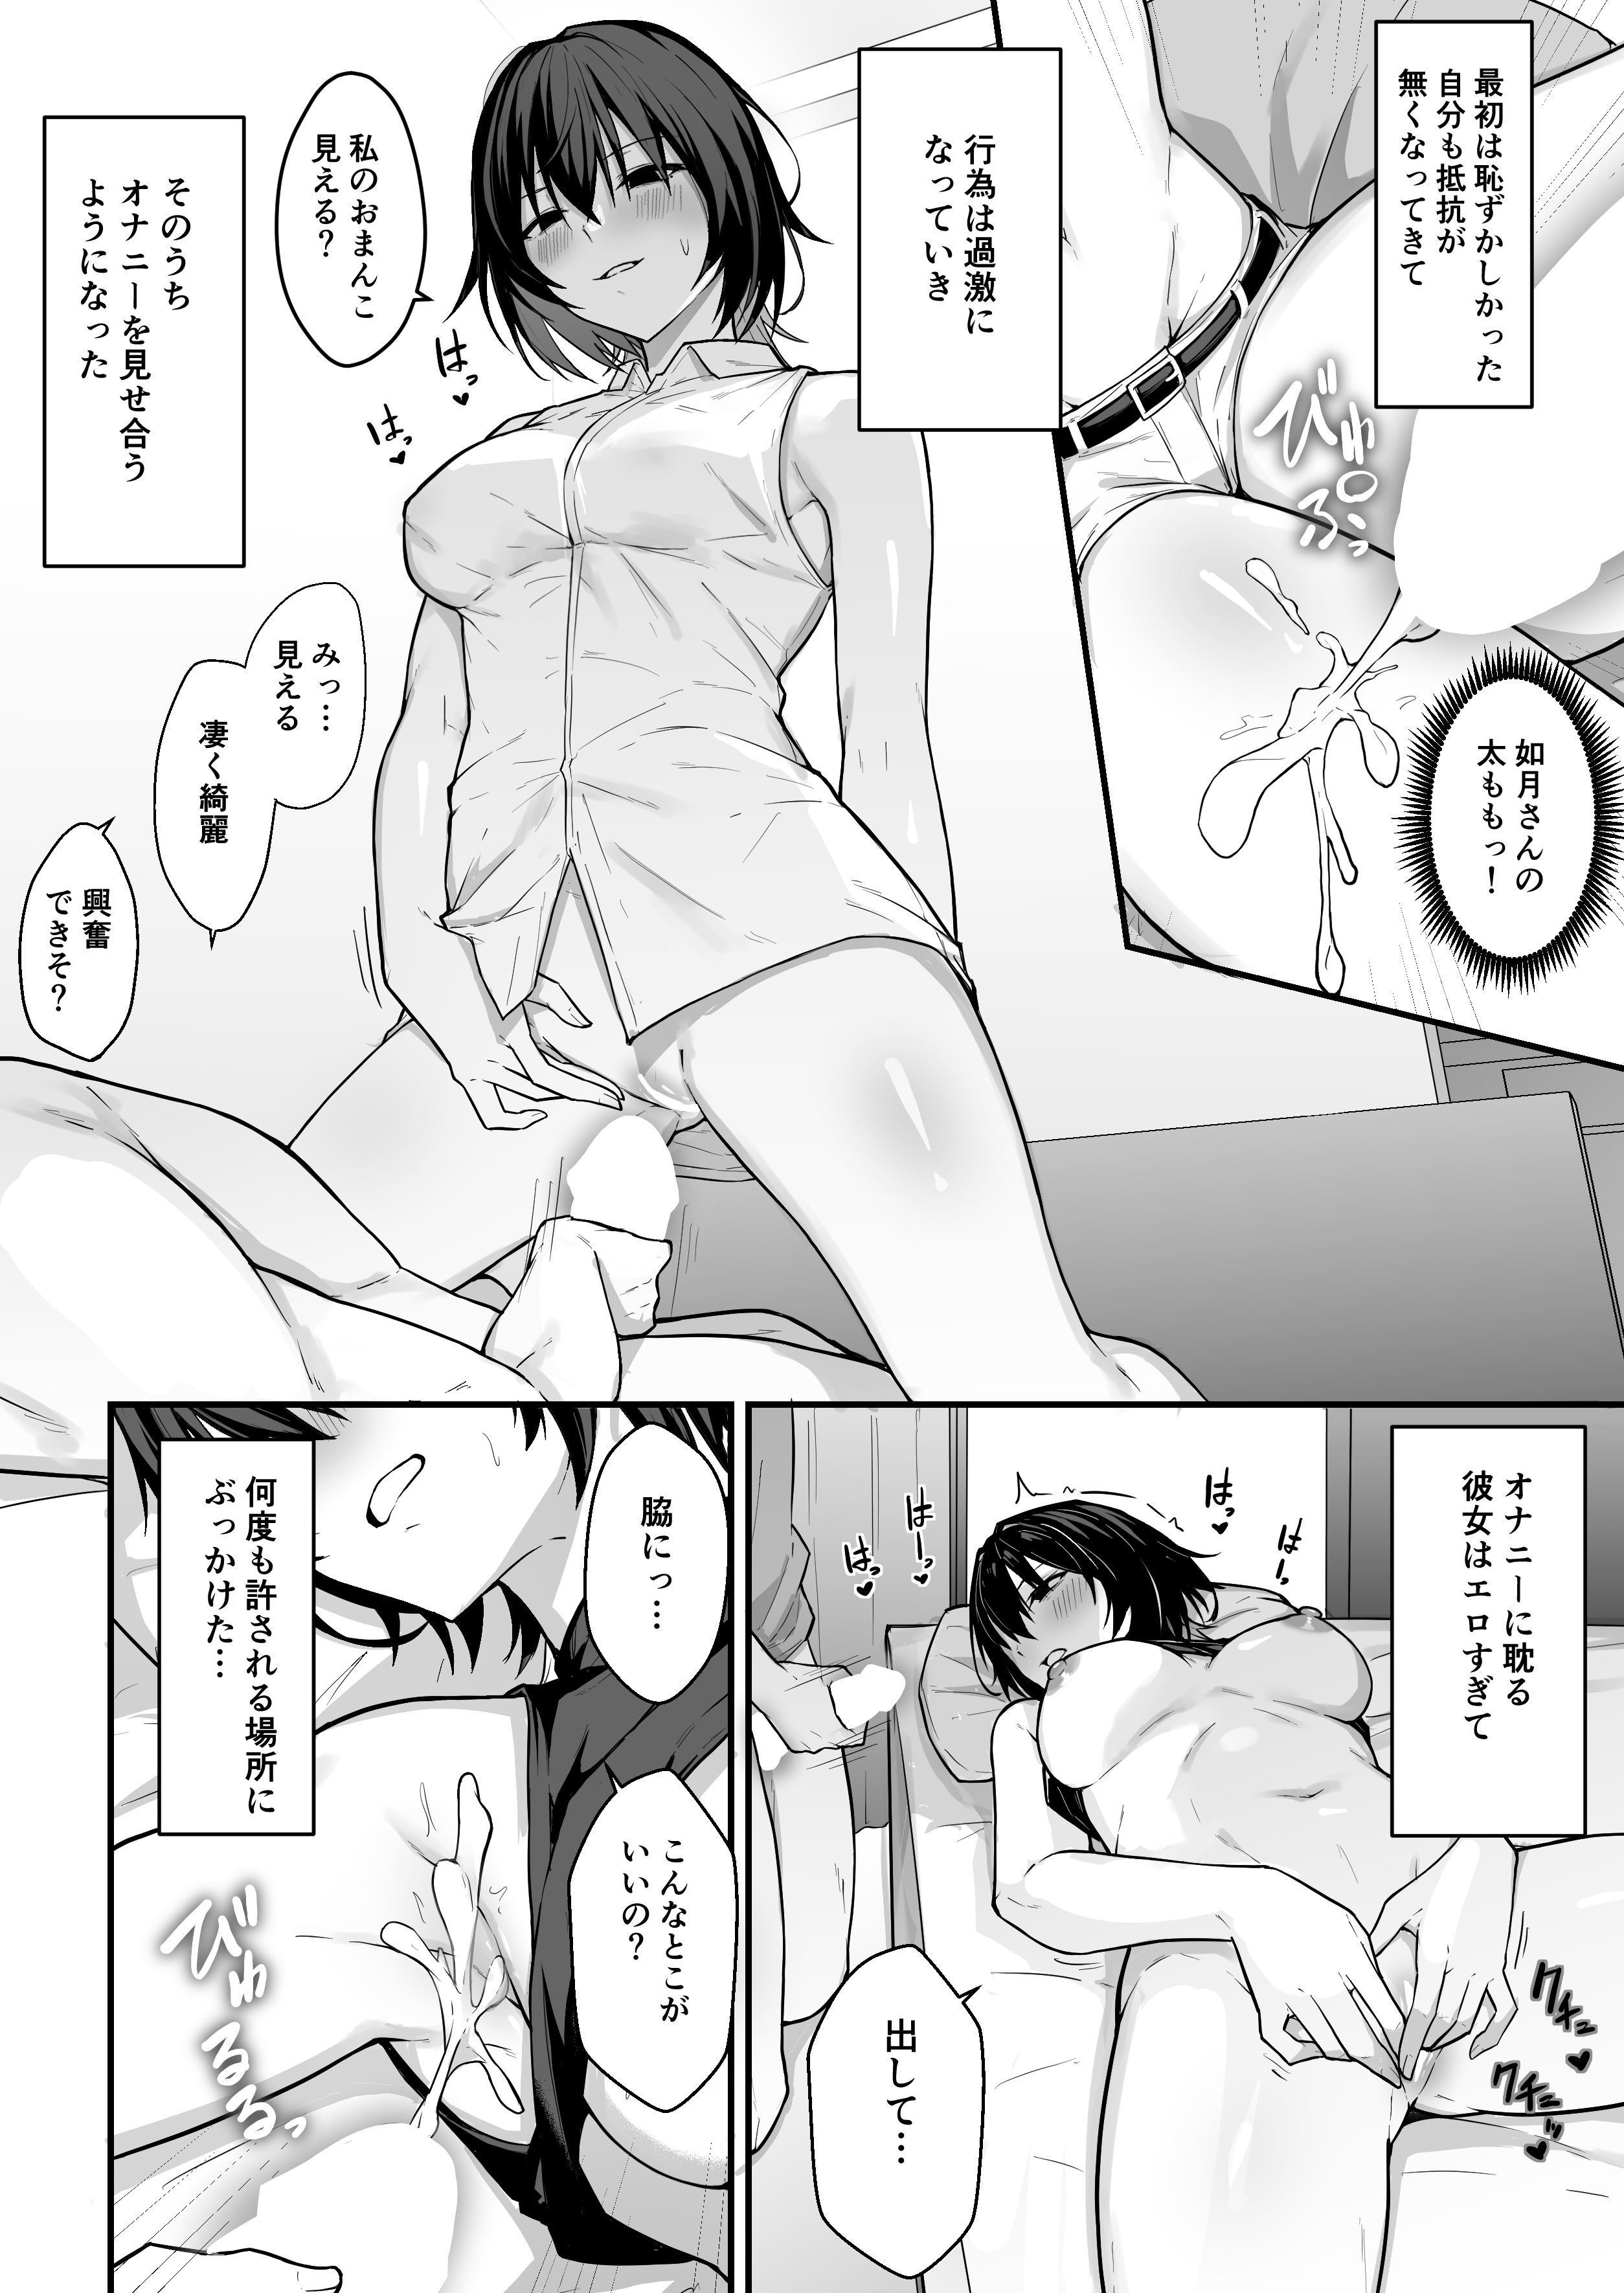 最初は恥ずかしかった
自分も抵抗が
無くなってきて
びゅ
ぷっ
如月さんの
太ももっ!
行為は過激に
なっていき
私のおまんこ
見える?
はっ♥
はっ♥
そのうち
オナニーを見せ合う
ようになった
みっ…
見える
凄く綺麗
興奮
できそ?
オナニーに耽る
彼女はエロすぎて
はっ♥
はーっ
はーっ♥
はっ♥
クチュ♥
クチュッ♥
出して…
脇にっ…
こんなとこが
いいの?
何度も許される場所に
ぶっかけた…
びゅ
るるっ